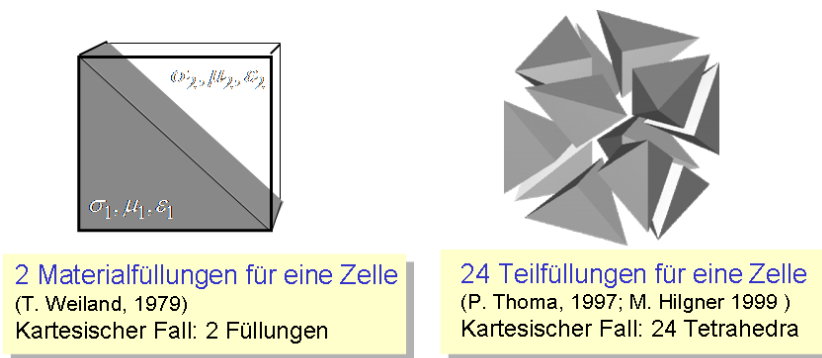 σ₂, μ₂, ε₂
σ₁, μ₁, ε₁
2 Materialfüllungen für eine Zelle
(T. Weiland, 1979)
Kartesischer Fall: 2 Füllungen
24 Teilfüllungen für eine Zelle
(P. Thoma, 1997; M. Hilgner 1999 )
Kartesischer Fall: 24 Tetrahedra